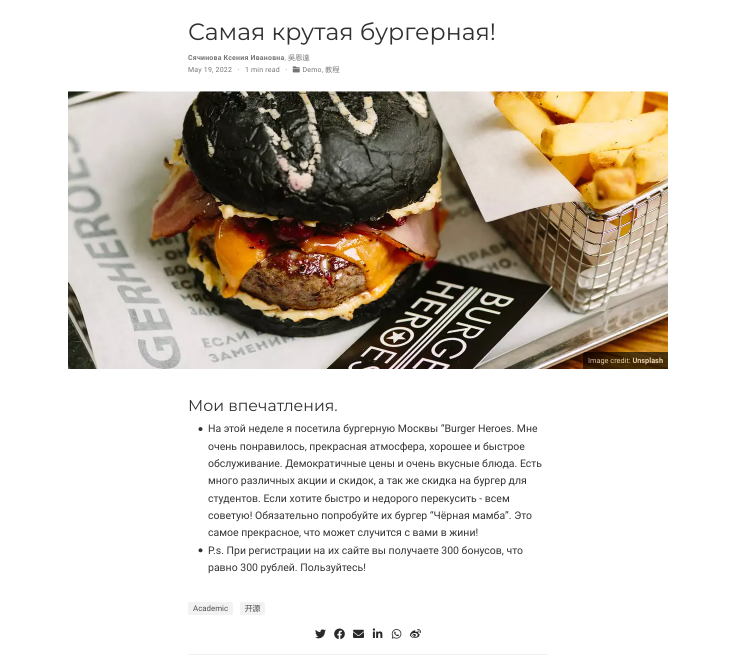 Самая крутая бургерная!
Сячинова Ксения Ивановна, 吳恩達
May 19, 2022 · 1 min read · Demo, 教程
GERHEROES
ЕСЛИ
ЗАМЕНИМ
BURGE
HEROES
Image credit: Unsplash
Мои впечатления.
• На этой неделе я посетила бургерную Москвы “Burger Heroes. Мне
очень понравилось, прекрасная атмосфера, хорошее и быстрое
обслуживание. Демократичные цены и очень вкусные блюда. Есть
много различных акции и скидок, а так же скидка на бургер для
студентов. Если хотите быстро и недорого перекусить - всем
советую! Обязательно попробуйте их бургер “Чёрная мамба”. Это
самое прекрасное, что может случится с вами в жини!
• P.s. При регистрации на их сайте вы получаете 300 бонусов, что
равно 300 рублей. Пользуйтесь!
Academic 开源